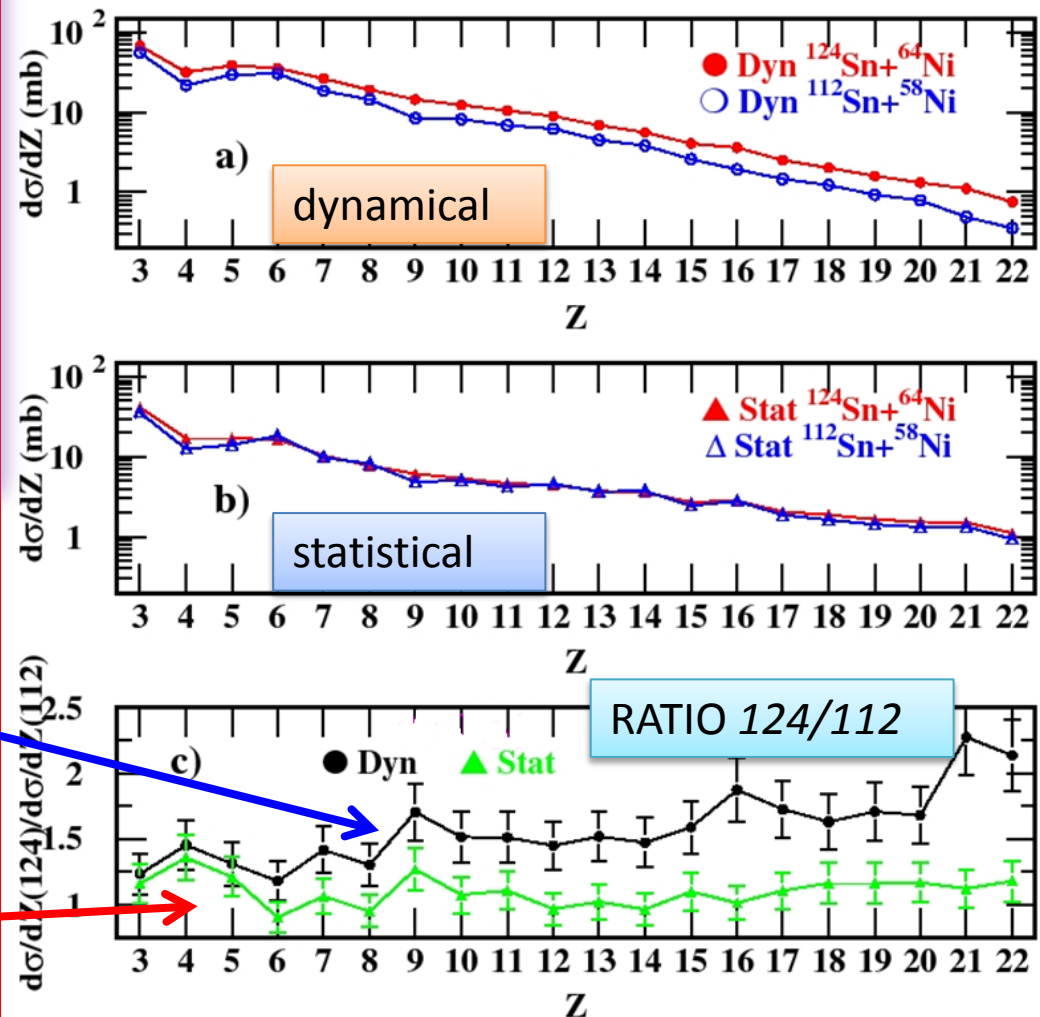 10 2
10
1
dσ/dZ (mb)
a)
● Dyn 124Sn+64Ni
○ Dyn 112Sn+58Ni
dynamical
3 4 5 6 7 8 9 10 11 12 13 14 15 16 17 18 19 20 21 22
Z
10 2
10
1
dσ/dZ (mb)
b)
▲ Stat 124Sn+64Ni
Δ Stat 112Sn+58Ni
statistical
3 4 5 6 7 8 9 10 11 12 13 14 15 16 17 18 19 20 21 22
Z
dσ/dZ(124)/dσ/dZ(112)
2.5
2
1.5
1
c)
● Dyn ▲ Stat
RATIO 124/112
3 4 5 6 7 8 9 10 11 12 13 14 15 16 17 18 19 20 21 22
Z